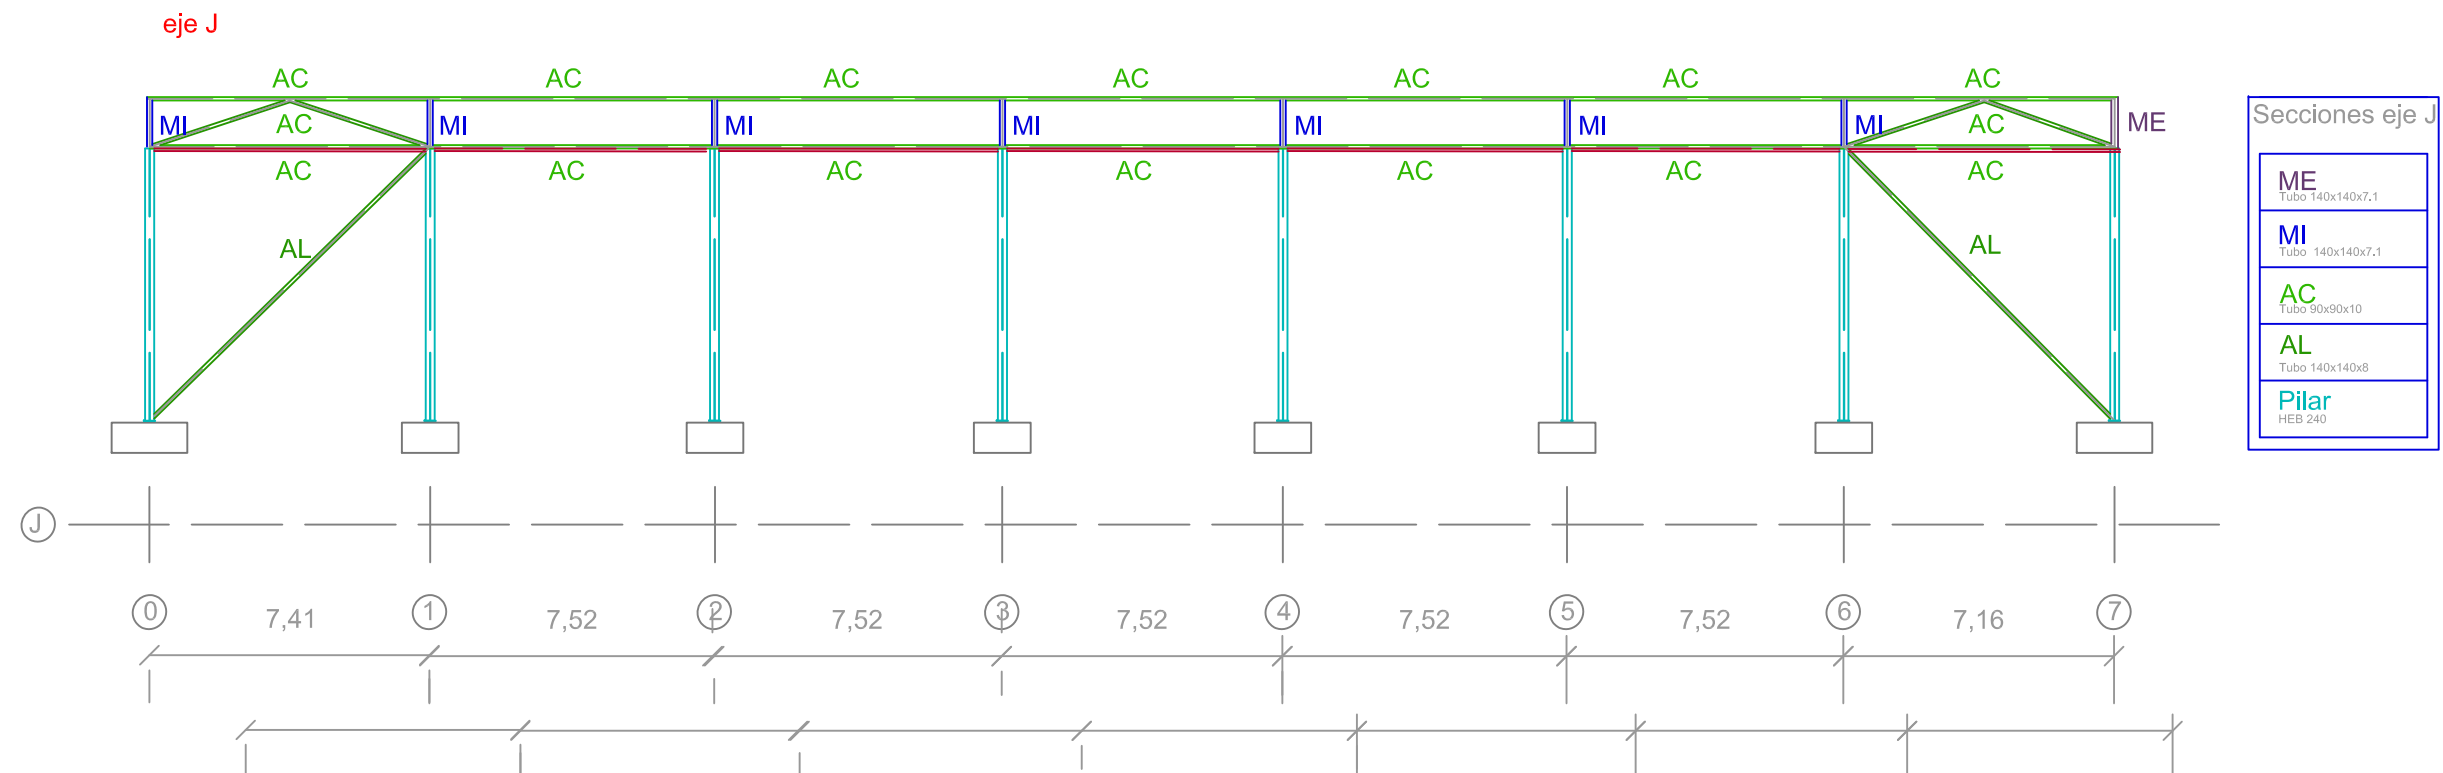 eje J
AC AC AC AC AC AC AC
MI AC MI MI MI MI MI MI AC ME
AC AC AC AC AC AC AC
AL AL
Secciones eje J
ME
Tubo 140x140x7.1
MI
Tubo 140x140x7.1
AC
Tubo 90x90x10
AL
Tubo 140x140x8
Pilar
HEB 240
J
0 7,41 1 7,52 2 7,52 3 7,52 4 7,52 5 7,52 6 7,16 7